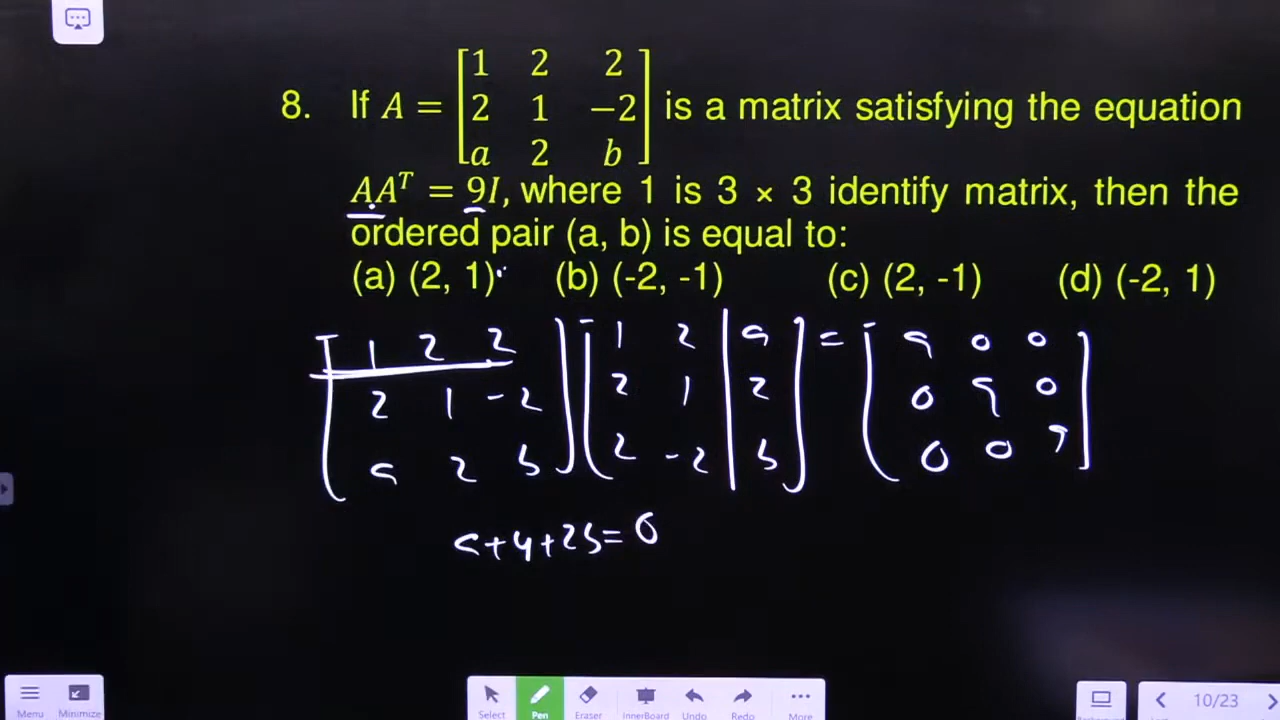 8. If A = [1 2 2
2 1 −2
a 2 b] is a matrix satisfying the equation
AAᵀ = 9I, where 1 is 3 × 3 identify matrix, then the
ordered pair (a, b) is equal to:
(a) (2, 1) (b) (-2, -1) (c) (2, -1) (d) (-2, 1)
[1 2 2] [1 2 a] = [9 0 0]
[2 1 -2] [2 1 2] [0 9 0]
[a 2 b] [2 -2 b] [0 0 9]
a+4+2b=0
Menu Minimize Select Pen Eraser InnerBoard Undo Redo More 10/23